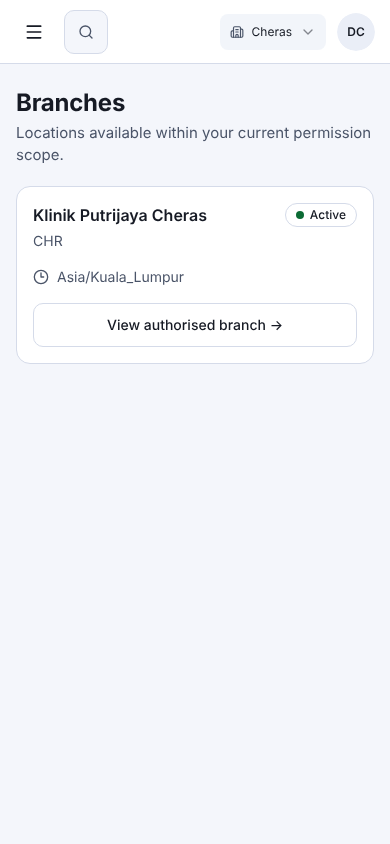 Cheras
DC
Branches
Locations available within your current permission
scope.
Klinik Putrijaya Cheras
Active
CHR
Asia/Kuala_Lumpur
View authorised branch →